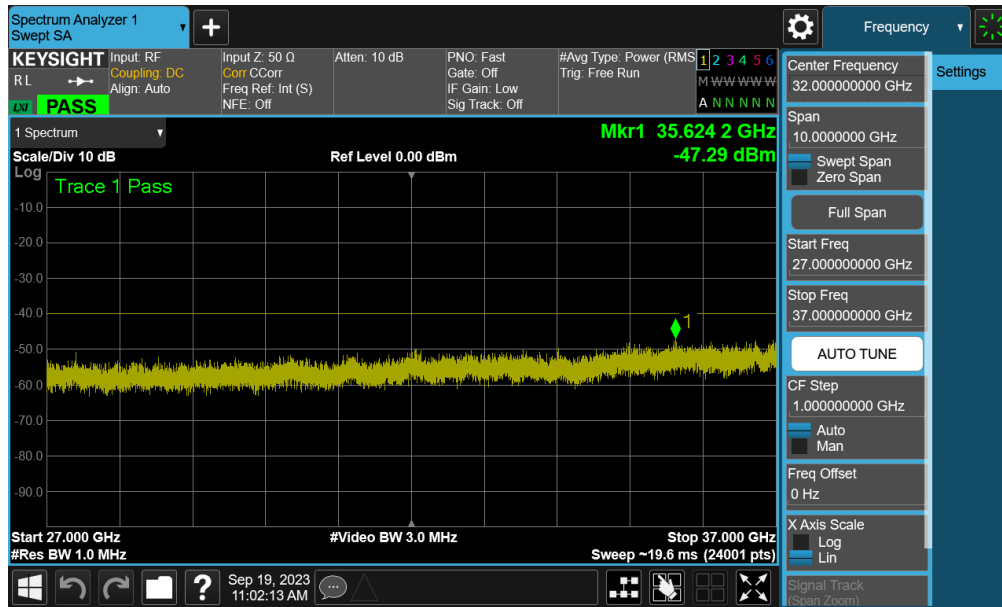 Spectrum Analyzer 1
Swept SA
+
Frequency
KEYSIGHT
R L
LXI PASS
Input: RF
Coupling: DC
Align: Auto
Input Z: 50 Ω
Corr CCorr
Freq Ref: Int (S)
NFE: Off
Atten: 10 dB
PNO: Fast
Gate: Off
IF Gain: Low
Sig Track: Off
#Avg Type: Power (RMS
Trig: Free Run
1 2 3 4 5 6
M W W W W W
A N N N N N
1 Spectrum
Mkr1 35.624 2 GHz
Scale/Div 10 dB
Ref Level 0.00 dBm
-47.29 dBm
Log
Trace 1 Pass
-10.0
-20.0
-30.0
-40.0
1
-50.0
-60.0
-70.0
-80.0
-90.0
Start 27.000 GHz
#Video BW 3.0 MHz
Stop 37.000 GHz
#Res BW 1.0 MHz
Sweep ~19.6 ms (24001 pts)
Center Frequency
32.000000000 GHz
Settings
Span
10.0000000 GHz
Swept Span
Zero Span
Full Span
Start Freq
27.000000000 GHz
Stop Freq
37.000000000 GHz
AUTO TUNE
CF Step
1.000000000 GHz
Auto
Man
Freq Offset
0 Hz
X Axis Scale
Log
Lin
Signal Track
(Span Zoom)
?
Sep 19, 2023
11:02:13 AM